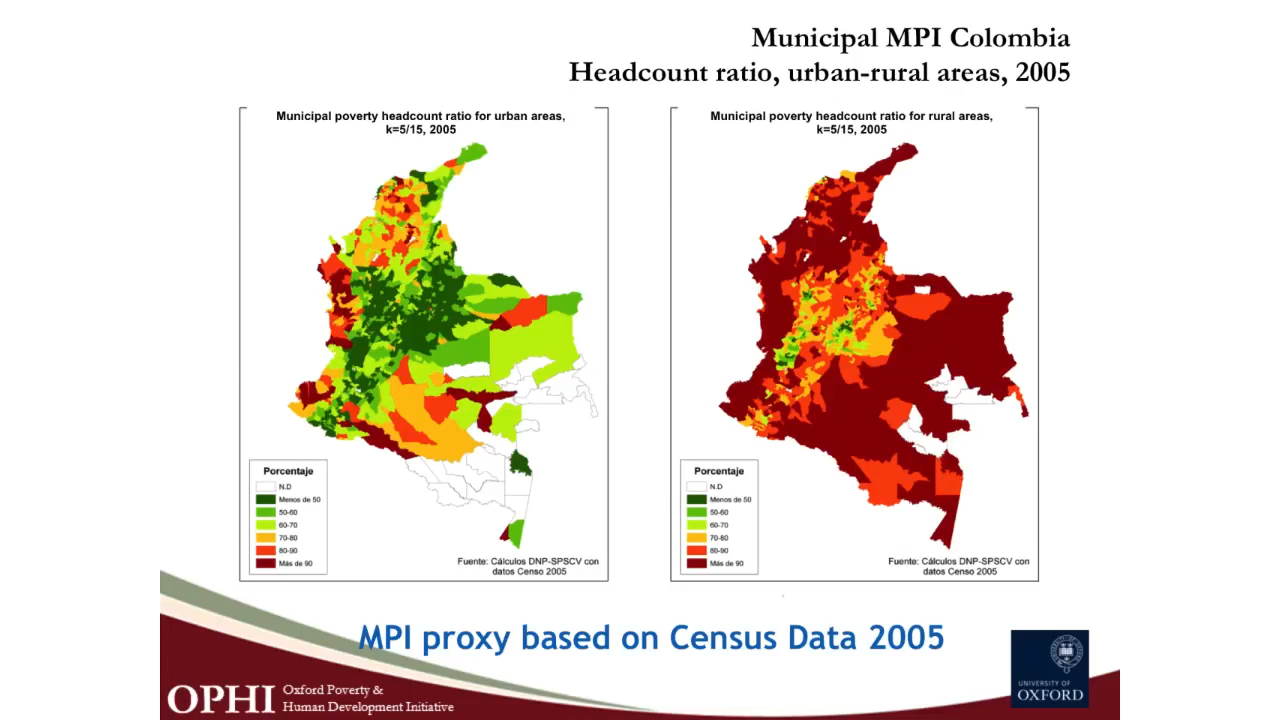 Municipal MPI Colombia
Headcount ratio, urban-rural areas, 2005
Municipal poverty headcount ratio for urban areas,
k=5/15, 2005
Porcentaje
N.D
Menos de 50
50-60
60-70
70-80
80-90
Más de 90
Fuente: Cálculos DNP-SPSCV con
datos Censo 2005
Municipal poverty headcount ratio for rural areas,
k=5/15, 2005
Porcentaje
N.D
Menos de 50
50-60
60-70
70-80
80-90
Más de 90
Fuente: Cálculos DNP-SPSCV con
datos Censo 2005
MPI proxy based on Census Data 2005
OPHI
Oxford Poverty &
Human Development Initiative
UNIVERSITY OF
OXFORD